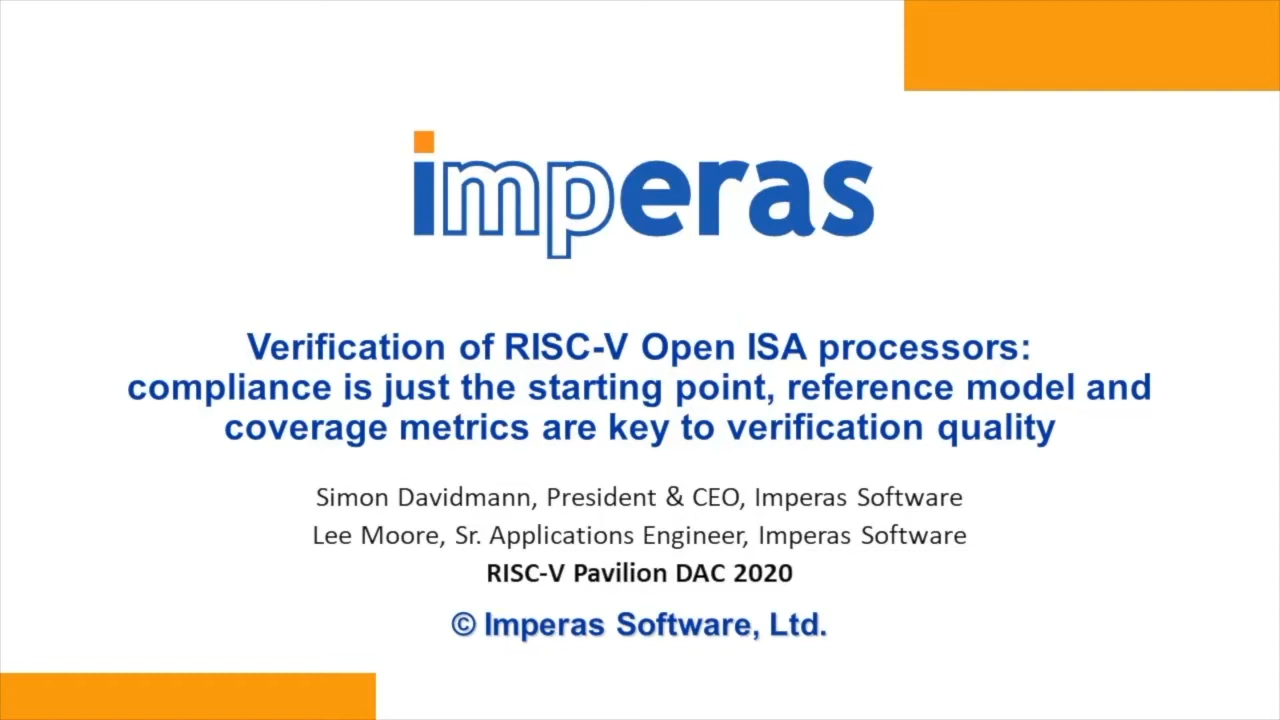 imperas
Verification of RISC-V Open ISA processors:
compliance is just the starting point, reference model and
coverage metrics are key to verification quality
Simon Davidmann, President & CEO, Imperas Software
Lee Moore, Sr. Applications Engineer, Imperas Software
RISC-V Pavilion DAC 2020
© Imperas Software, Ltd.